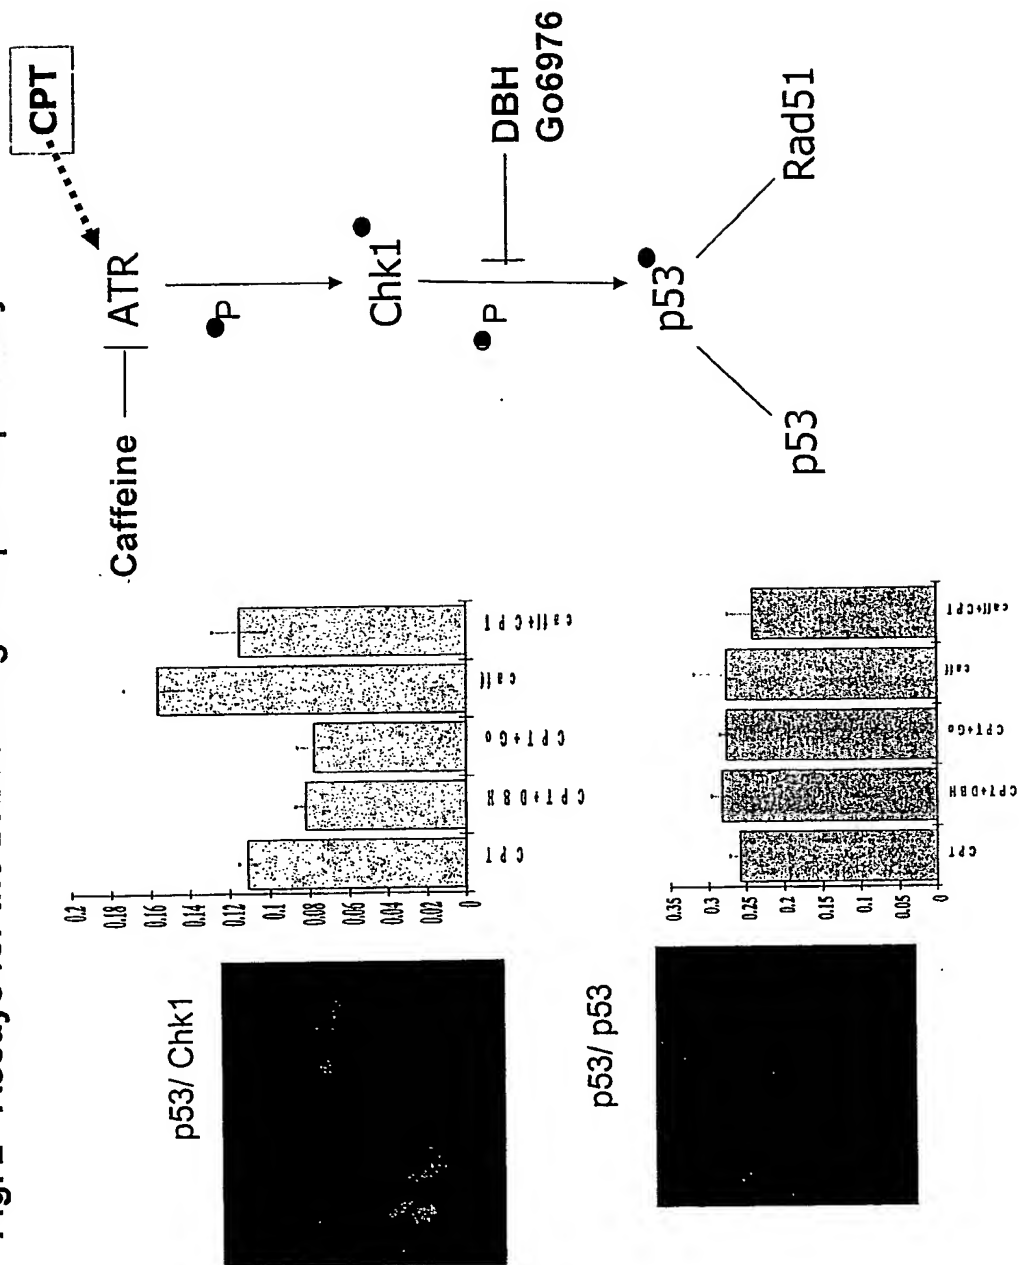 CPT
Caffeine
ATR
P
Chk1
P
DBH
Go6976
p53
p53
Rad51
p53/ Chk1
0.2
0.18
0.16
0.14
0.12
0.1
0.08
0.06
0.04
0.02
0
CPT
CPT+DBH
CPT+Go
caff
caff+CPT
p53/ p53
0.35
0.3
0.25
0.2
0.15
0.1
0.05
0
CPT
CPT+DBH
CPT+Go
caff
caff+CPT